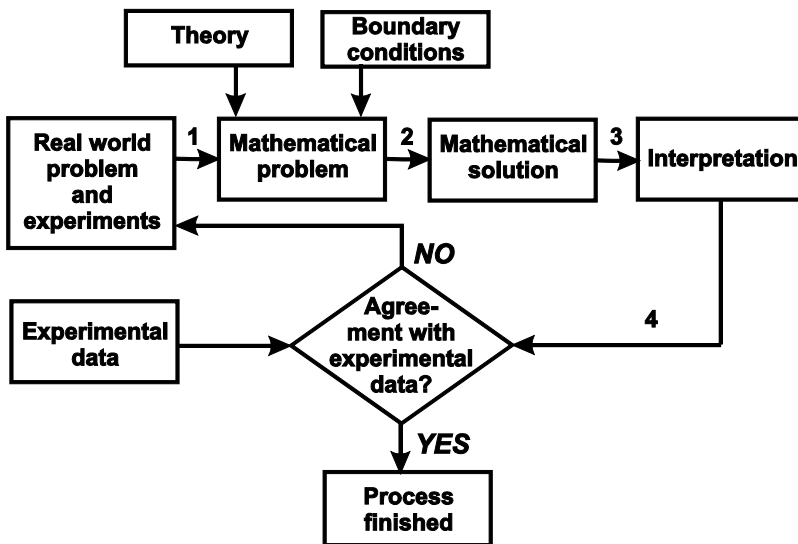 Theory
Boundary
conditions
Real world
problem
and
experiments
1
Mathematical
problem
2
Mathematical
solution
3
Interpretation
NO
Agree-
ment with
experimental
data?
4
Experimental
data
YES
Process
finished